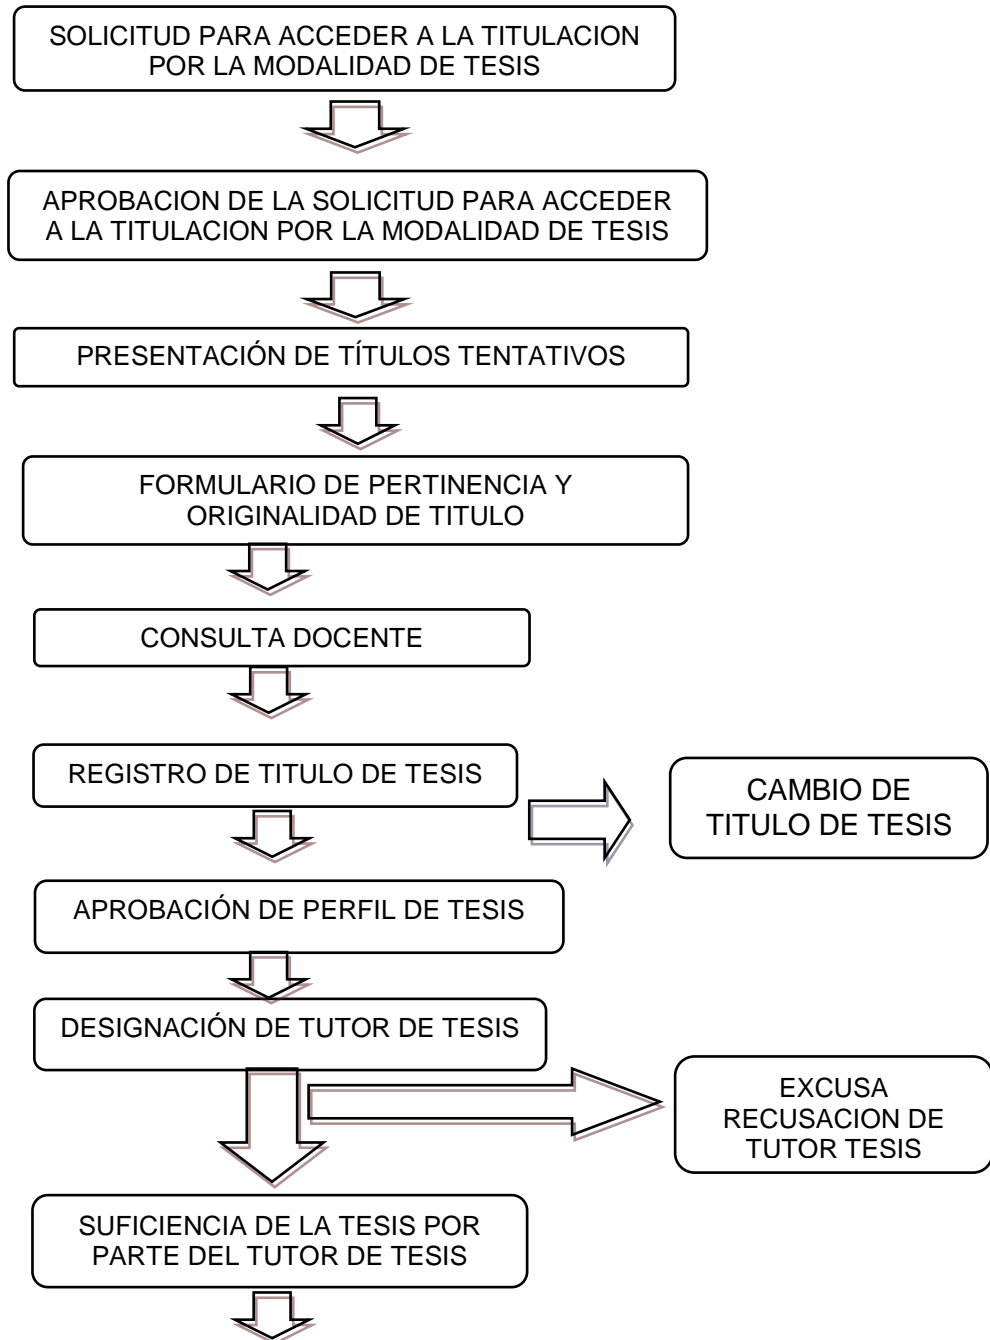 SOLICITUD PARA ACCEDER A LA TITULACION
POR LA MODALIDAD DE TESIS
APROBACION DE LA SOLICITUD PARA ACCEDER
A LA TITULACION POR LA MODALIDAD DE TESIS
PRESENTACIÓN DE TÍTULOS TENTATIVOS
FORMULARIO DE PERTINENCIA Y
ORIGINALIDAD DE TITULO
CONSULTA DOCENTE
REGISTRO DE TITULO DE TESIS
CAMBIO DE
TITULO DE TESIS
APROBACIÓN DE PERFIL DE TESIS
DESIGNACIÓN DE TUTOR DE TESIS
EXCUSA
RECUSACION DE
TUTOR TESIS
SUFICIENCIA DE LA TESIS POR
PARTE DEL TUTOR DE TESIS